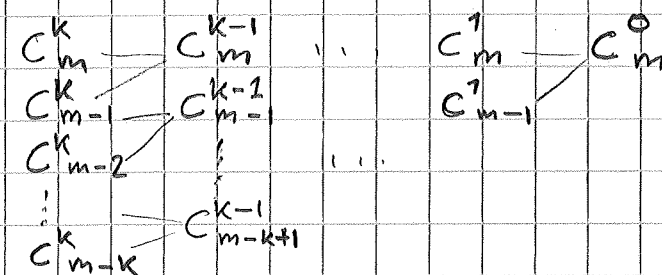 C^k_m C^{k-1}_m ... C^1_m C^0_m
C^k_{m-1} C^{k-1}_{m-1} C^1_{m-1}
C^k_{m-2} ⋮ ...
⋮ C^{k-1}_{m-k+1}
C^k_{m-k}